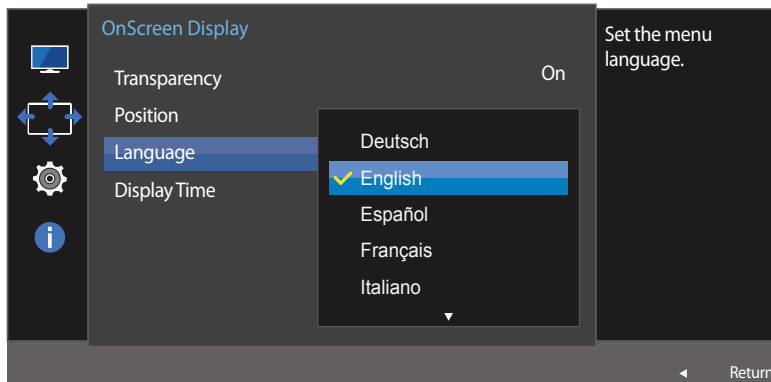 OnScreen Display
Transparency On
Position
Language
Display Time
Deutsch
English
Español
Français
Italiano
Set the menu
language.
Return